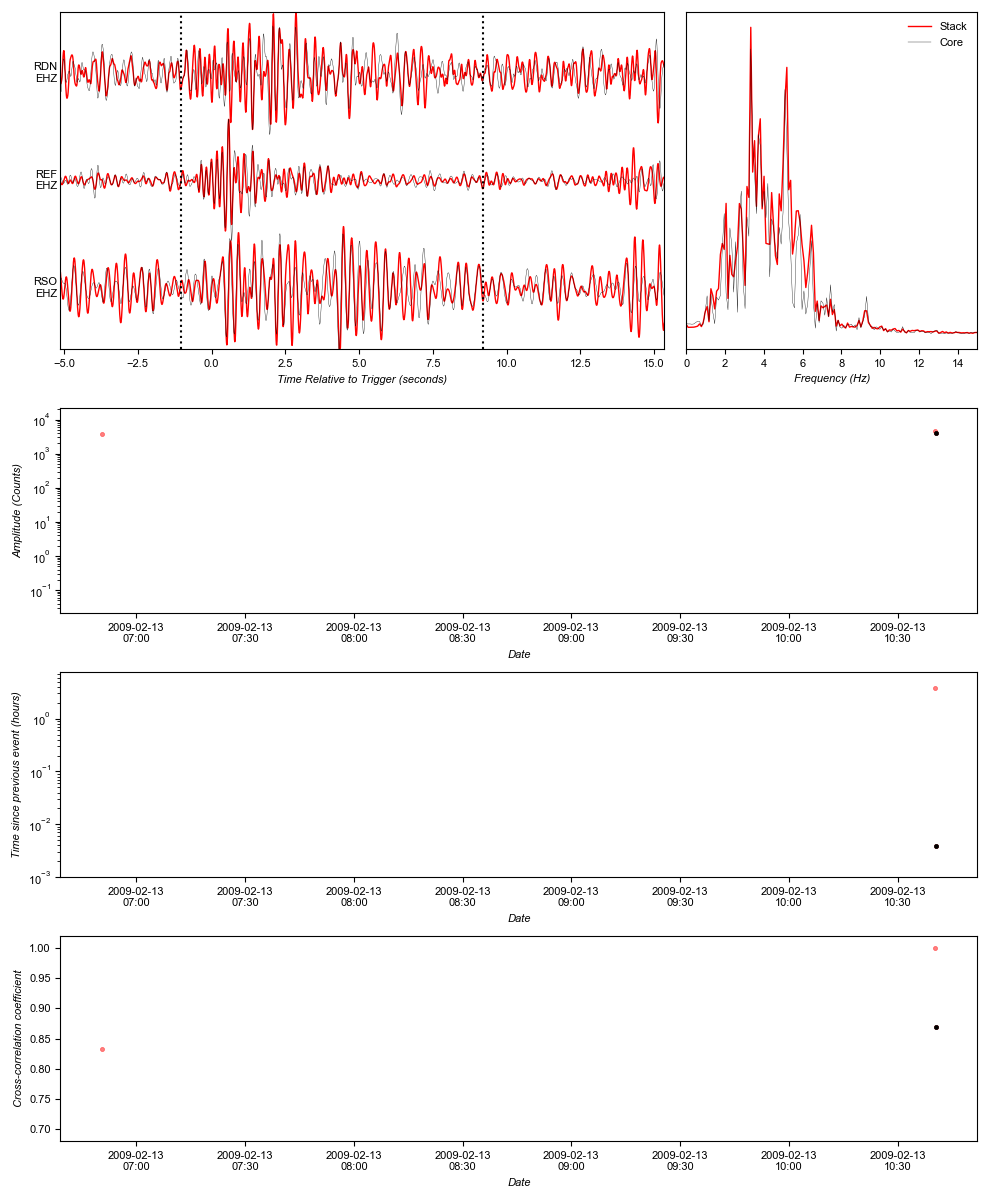 RDN
EHZ
REF
EHZ
RSO
EHZ
−5.0 −2.5 0.0 2.5 5.0 7.5 10.0 12.5 15.0
Time Relative to Trigger (seconds)
Stack
Core
0 2 4 6 8 10 12 14
Frequency (Hz)
10^4
10^3
10^2
10^1
10^0
10^−1
Amplitude (Counts)
2009-02-13 2009-02-13 2009-02-13 2009-02-13 2009-02-13 2009-02-13 2009-02-13 2009-02-13
07:00 07:30 08:00 08:30 09:00 09:30 10:00 10:30
Date
10^0
10^−1
10^−2
10^−3
Time since previous event (hours)
2009-02-13 2009-02-13 2009-02-13 2009-02-13 2009-02-13 2009-02-13 2009-02-13 2009-02-13
07:00 07:30 08:00 08:30 09:00 09:30 10:00 10:30
Date
1.00
0.95
0.90
0.85
0.80
0.75
0.70
Cross-correlation coefficient
2009-02-13 2009-02-13 2009-02-13 2009-02-13 2009-02-13 2009-02-13 2009-02-13 2009-02-13
07:00 07:30 08:00 08:30 09:00 09:30 10:00 10:30
Date